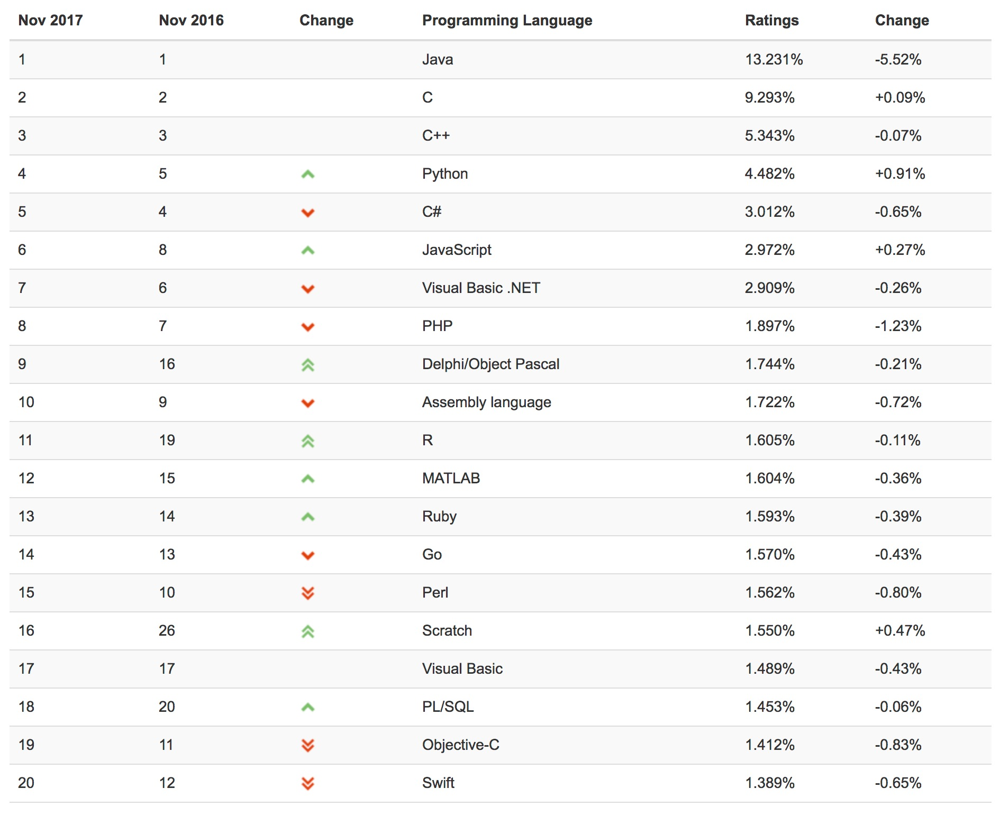 Nov 2017 Nov 2016 Change Programming Language Ratings Change
1 1 Java 13.231% -5.52%
2 2 C 9.293% +0.09%
3 3 C++ 5.343% -0.07%
4 5 Python 4.482% +0.91%
5 4 C# 3.012% -0.65%
6 8 JavaScript 2.972% +0.27%
7 6 Visual Basic .NET 2.909% -0.26%
8 7 PHP 1.897% -1.23%
9 16 Delphi/Object Pascal 1.744% -0.21%
10 9 Assembly language 1.722% -0.72%
11 19 R 1.605% -0.11%
12 15 MATLAB 1.604% -0.36%
13 14 Ruby 1.593% -0.39%
14 13 Go 1.570% -0.43%
15 10 Perl 1.562% -0.80%
16 26 Scratch 1.550% +0.47%
17 17 Visual Basic 1.489% -0.43%
18 20 PL/SQL 1.453% -0.06%
19 11 Objective-C 1.412% -0.83%
20 12 Swift 1.389% -0.65%